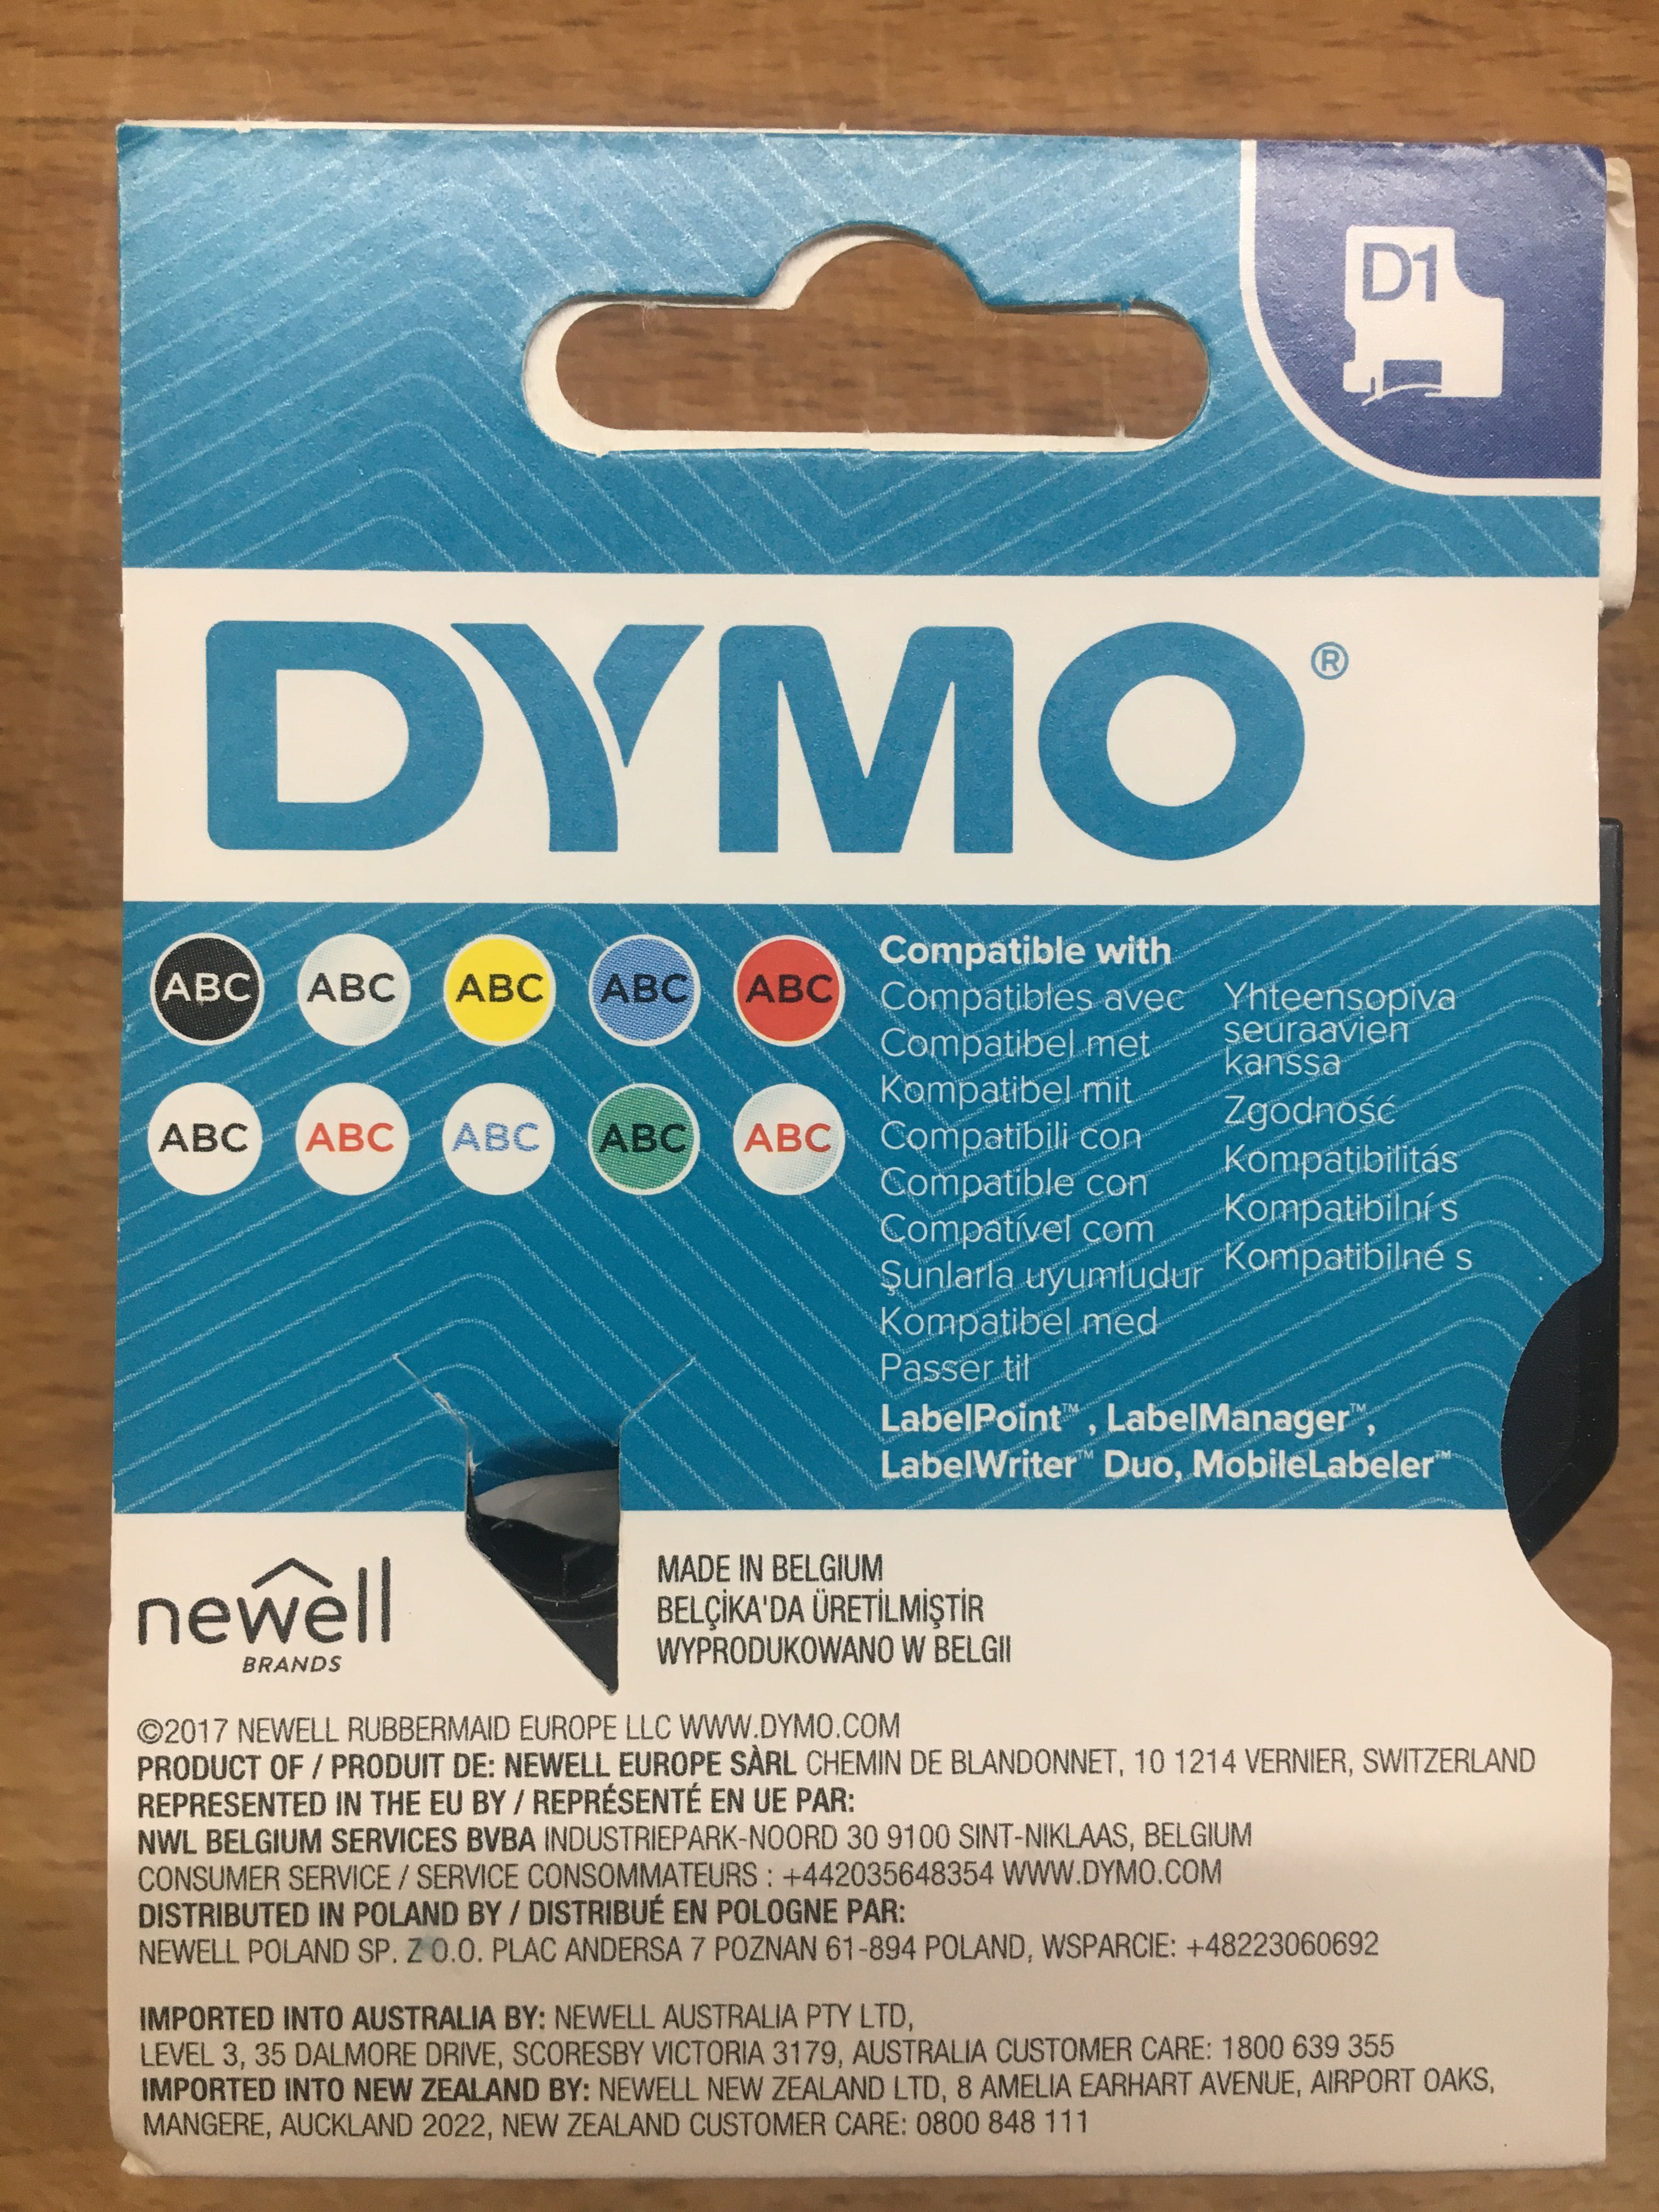 D1
DYMO®
ABC ABC ABC ABC ABC
ABC ABC ABC ABC ABC
Compatible with
Compatibles avec
Compatibel met
Kompatibel mit
Compatibili con
Compatible con
Compatível com
Şunlarla uyumludur
Kompatibel med
Passer til
Yhteensopiva
seuraavien
kanssa
Zgodność
Kompatibilitás
Kompatibilní s
Kompatibilné s
LabelPoint™ , LabelManager™,
LabelWriter™ Duo, MobileLabeler™
newell
BRANDS
MADE IN BELGIUM
BELÇİKA'DA ÜRETİLMİŞTİR
WYPRODUKOWANO W BELGII
©2017 NEWELL RUBBERMAID EUROPE LLC WWW.DYMO.COM
PRODUCT OF / PRODUIT DE: NEWELL EUROPE SÀRL CHEMIN DE BLANDONNET, 10 1214 VERNIER, SWITZERLAND
REPRESENTED IN THE EU BY / REPRÉSENTÉ EN UE PAR:
NWL BELGIUM SERVICES BVBA INDUSTRIEPARK-NOORD 30 9100 SINT-NIKLAAS, BELGIUM
CONSUMER SERVICE / SERVICE CONSOMMATEURS : +442035648354 WWW.DYMO.COM
DISTRIBUTED IN POLAND BY / DISTRIBUÉ EN POLOGNE PAR:
NEWELL POLAND SP. Z O.O. PLAC ANDERSA 7 POZNAN 61-894 POLAND, WSPARCIE: +48223060692
IMPORTED INTO AUSTRALIA BY: NEWELL AUSTRALIA PTY LTD,
LEVEL 3, 35 DALMORE DRIVE, SCORESBY VICTORIA 3179, AUSTRALIA CUSTOMER CARE: 1800 639 355
IMPORTED INTO NEW ZEALAND BY: NEWELL NEW ZEALAND LTD, 8 AMELIA EARHART AVENUE, AIRPORT OAKS,
MANGERE, AUCKLAND 2022, NEW ZEALAND CUSTOMER CARE: 0800 848 111